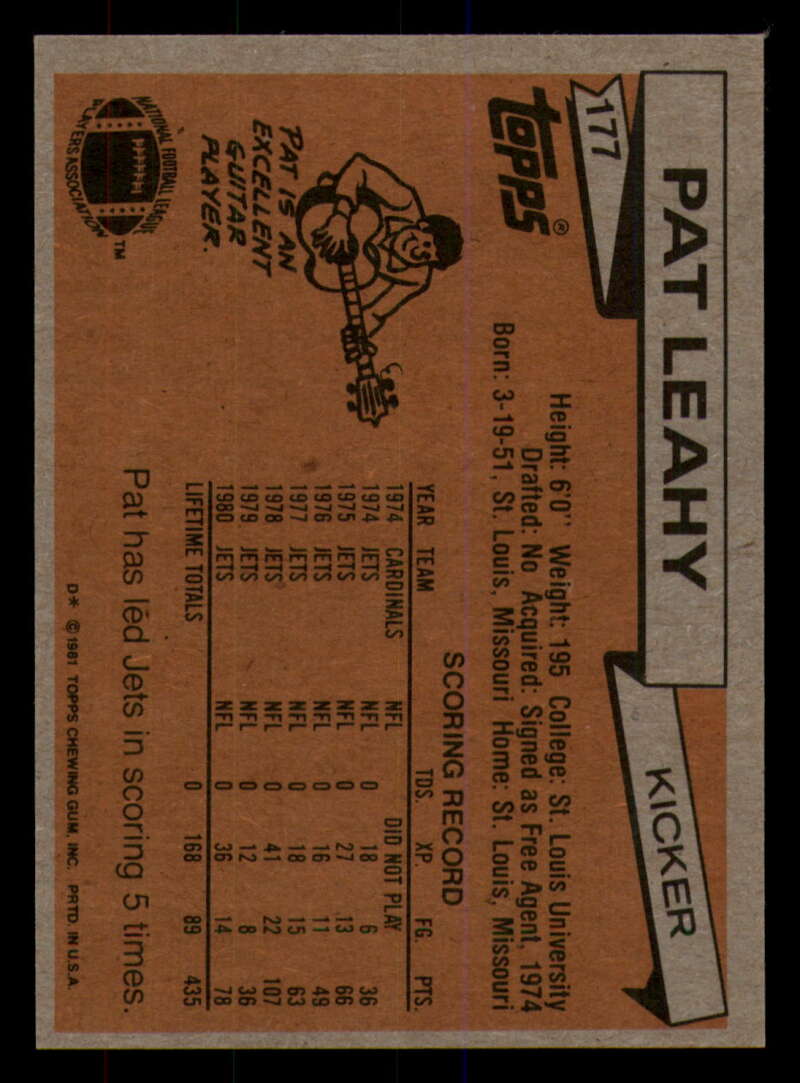 PAT LEAHY
KICKER
177
topps®
Height: 6'0" Weight: 195 College: St. Louis University
Drafted: No Acquired: Signed as Free Agent, 1974
Born: 3-19-51, St. Louis, Missouri Home: St. Louis, Missouri
PAT IS AN
EXCELLENT
GUITAR
PLAYER.
SCORING RECORD
YEAR TEAM TDS. XP. FG. PTS.
1974 CARDINALS NFL DID NOT PLAY
1974 JETS NFL 0 18 6 36
1975 JETS NFL 0 27 13 66
1976 JETS NFL 0 16 11 49
1977 JETS NFL 0 18 15 63
1978 JETS NFL 0 41 22 107
1979 JETS NFL 0 12 8 36
1980 JETS NFL 0 36 14 78
LIFETIME TOTALS 0 168 89 435
Pat has led Jets in scoring 5 times.
NATIONAL FOOTBALL LEAGUE
PLAYERS ASSOCIATION
TM
D* © 1981 TOPPS CHEWING GUM, INC. PRTD. IN U.S.A.